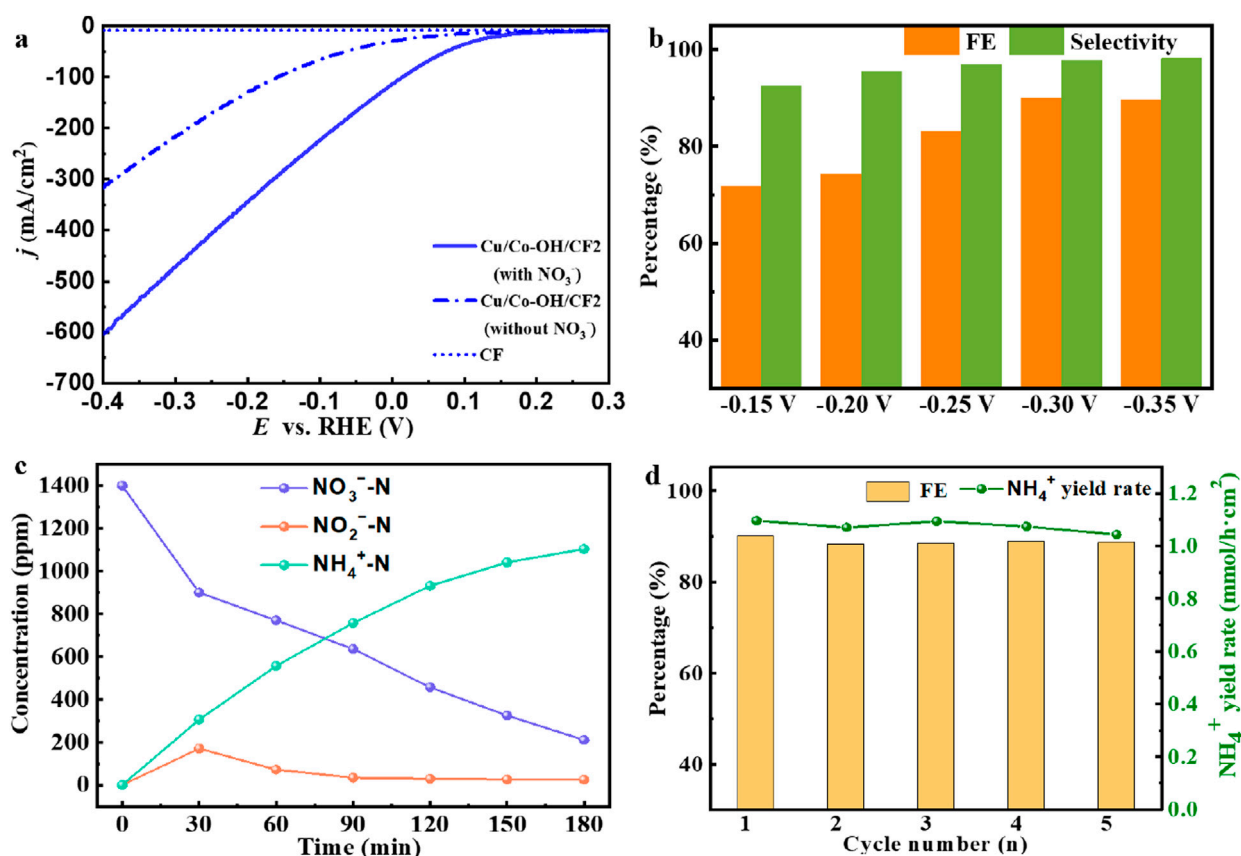 a
0
-100
-200
-300
-400
-500
-600
-700
j (mA/cm²)
Cu/Co-OH/CF2
(with NO₃⁻)
Cu/Co-OH/CF2
(without NO₃⁻)
CF
-0.4 -0.3 -0.2 -0.1 0.0 0.1 0.2 0.3
E vs. RHE (V)
b
FE Selectivity
100
80
60
40
Percentage (%)
-0.15 V -0.20 V -0.25 V -0.30 V -0.35 V
c
1400
1200
1000
800
600
400
200
0
Concentration (ppm)
NO₃⁻-N
NO₂⁻-N
NH₄⁺-N
0 30 60 90 120 150 180
Time (min)
d
FE NH₄⁺ yield rate
100
80
60
40
Percentage (%)
1.2
1.0
0.8
0.6
0.4
0.2
0.0
NH₄⁺ yield rate (mmol/h·cm²)
1 2 3 4 5
Cycle number (n)